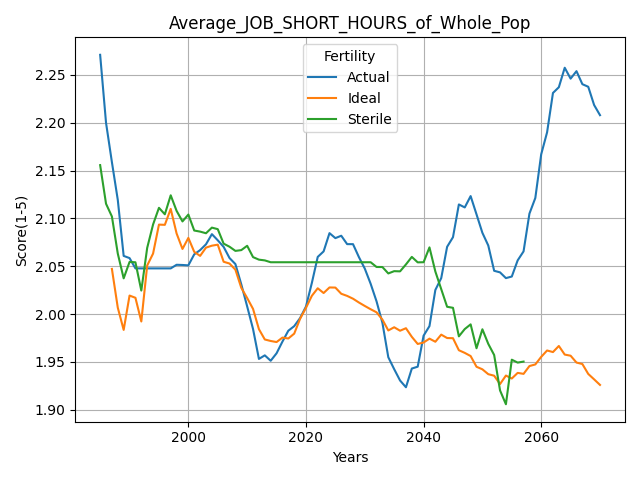 Average_JOB_SHORT_HOURS_of_Whole_Pop
Fertility
Actual
Ideal
Sterile
Score(1-5)
2.25
2.20
2.15
2.10
2.05
2.00
1.95
1.90
2000 2020 2040 2060
Years